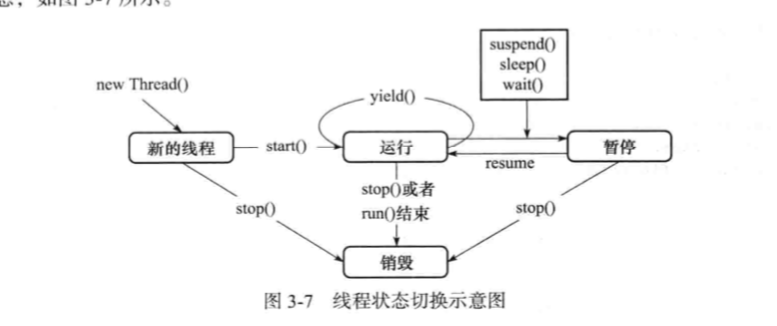 态，如图 3-7 所示。
suspend()
sleep()
wait()
new Thread()
yield()
新的线程
start()
运行
resume
暂停
stop()或者
run()结束
stop()
stop()
销毁
图 3-7 线程状态切换示意图